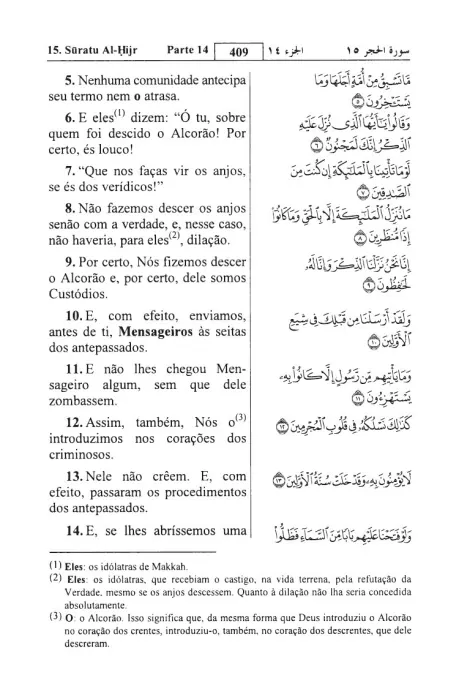 15. Sūratu Al-Ḥijr Parte 14 409 الجزء ١٤ سورة الحجر ١٥
5. Nenhuma comunidade antecipa
seu termo nem o atrasa.
6. E eles(1) dizem: “Ó tu, sobre
quem foi descido o Alcorão! Por
certo, és louco!
7. “Que nos faças vir os anjos,
se és dos verídicos!”
8. Não fazemos descer os anjos
senão com a verdade, e, nesse caso,
não haveria, para eles(2), dilação.
9. Por certo, Nós fizemos descer
o Alcorão e, por certo, dele somos
Custódios.
10. E, com efeito, enviamos,
antes de ti, Mensageiros às seitas
dos antepassados.
11. E não lhes chegou Men-
sageiro algum, sem que dele
zombassem.
12. Assim, também, Nós o(3)
introduzimos nos corações dos
criminosos.
13. Nele não crêem. E, com
efeito, passaram os procedimentos
dos antepassados.
14. E, se lhes abríssemos uma
مَّا تَسْبِقُ مِنْ أُمَّةٍ أَجَلَهَا وَمَا
يَسْتَـْٔخِرُونَ ۝٥
وَقَالُوا۟ يَـٰٓأَيُّهَا ٱلَّذِى نُزِّلَ عَلَيْهِ
ٱلذِّكْرُ إِنَّكَ لَمَجْنُونٌ ۝٦
لَّوْ مَا تَأْتِينَا بِٱلْمَلَـٰٓئِكَةِ إِن كُنتَ مِنَ
ٱلصَّـٰدِقِينَ ۝٧
مَا نُنَزِّلُ ٱلْمَلَـٰٓئِكَةَ إِلَّا بِٱلْحَقِّ وَمَا كَانُوٓا۟
إِذًا مُّنظَرِينَ ۝٨
إِنَّا نَحْنُ نَزَّلْنَا ٱلذِّكْرَ وَإِنَّا لَهُۥ
لَحَـٰفِظُونَ ۝٩
وَلَقَدْ أَرْسَلْنَا مِن قَبْلِكَ فِى شِيَعِ
ٱلْأَوَّلِينَ ۝١٠
وَمَا يَأْتِيهِم مِّن رَّسُولٍ إِلَّا كَانُوا۟ بِهِۦ
يَسْتَهْزِءُونَ ۝١١
كَذَٰلِكَ نَسْلُكُهُۥ فِى قُلُوبِ ٱلْمُجْرِمِينَ ۝١٢
لَا يُؤْمِنُونَ بِهِۦ وَقَدْ خَلَتْ سُنَّةُ ٱلْأَوَّلِينَ ۝١٣
وَلَوْ فَتَحْنَا عَلَيْهِم بَابًا مِّنَ ٱلسَّمَآءِ فَظَلُّوا۟
(1) Eles: os idólatras de Makkah.
(2) Eles: os idólatras, que recebiam o castigo, na vida terrena, pela refutação da
Verdade, mesmo se os anjos descessem. Quanto à dilação não lha seria concedida
absolutamente.
(3) O: o Alcorão. Isso significa que, da mesma forma que Deus introduziu o Alcorão
no coração dos crentes, introduziu-o, também, no coração dos descrentes, que dele
descreram.